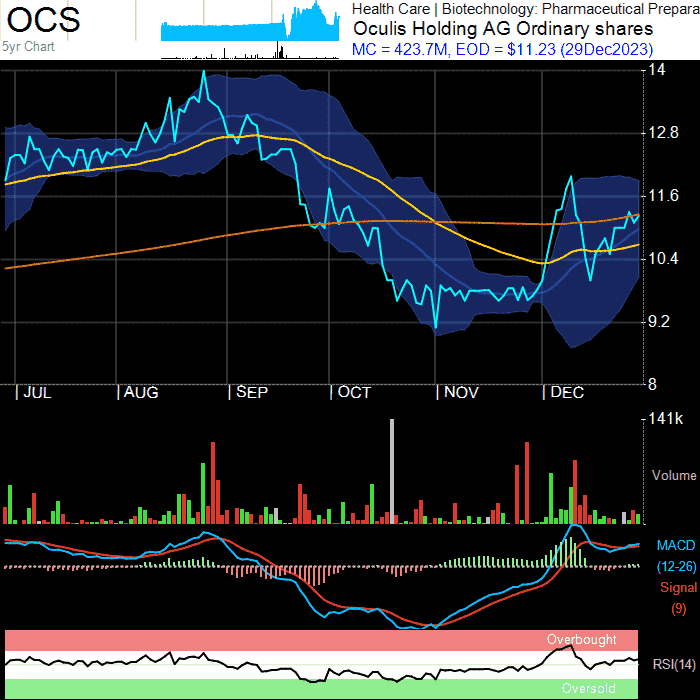 OCS
5yr Chart
Health Care | Biotechnology: Pharmaceutical Prepara
Oculis Holding AG Ordinary shares
MC = 423.7M, EOD = $11.23 (29Dec2023)
14
12.8
11.6
10.4
9.2
8
| JUL | AUG | SEP | OCT | NOV | DEC
141k
Volume
MACD
(12-26)
Signal
(9)
Overbought
RSI(14)
Oversold